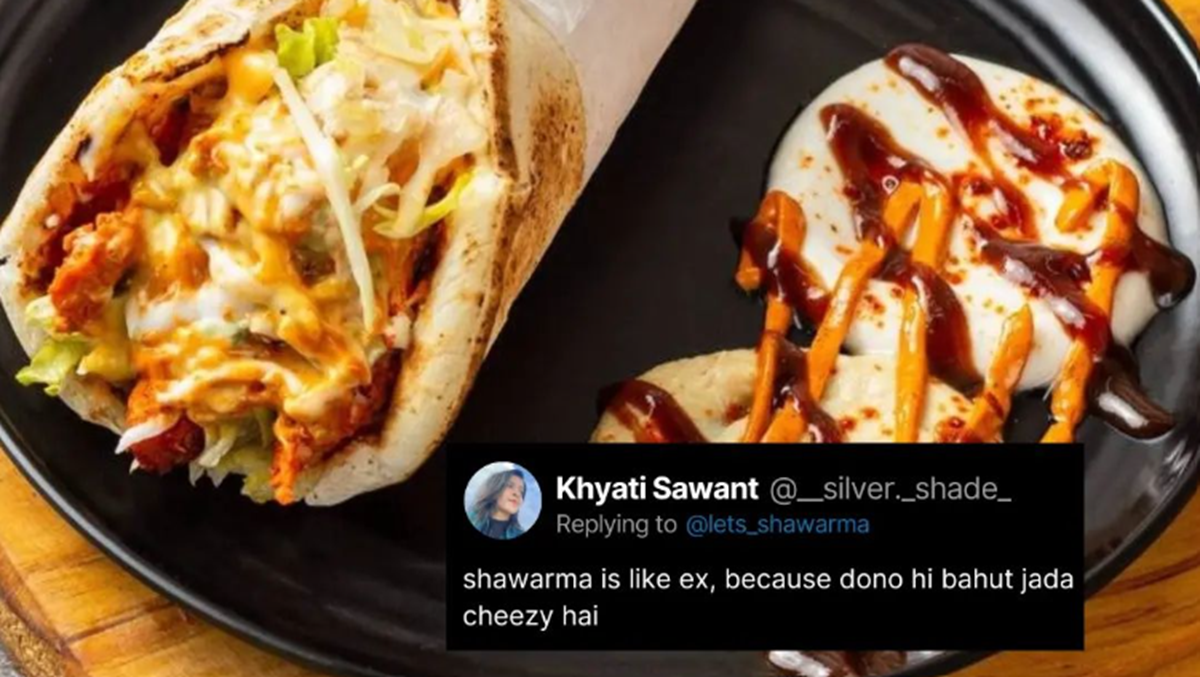 Khyati Sawant @__silver._shade_
Replying to @lets_shawarma
shawarma is like ex, because dono hi bahut jada
cheezy hai